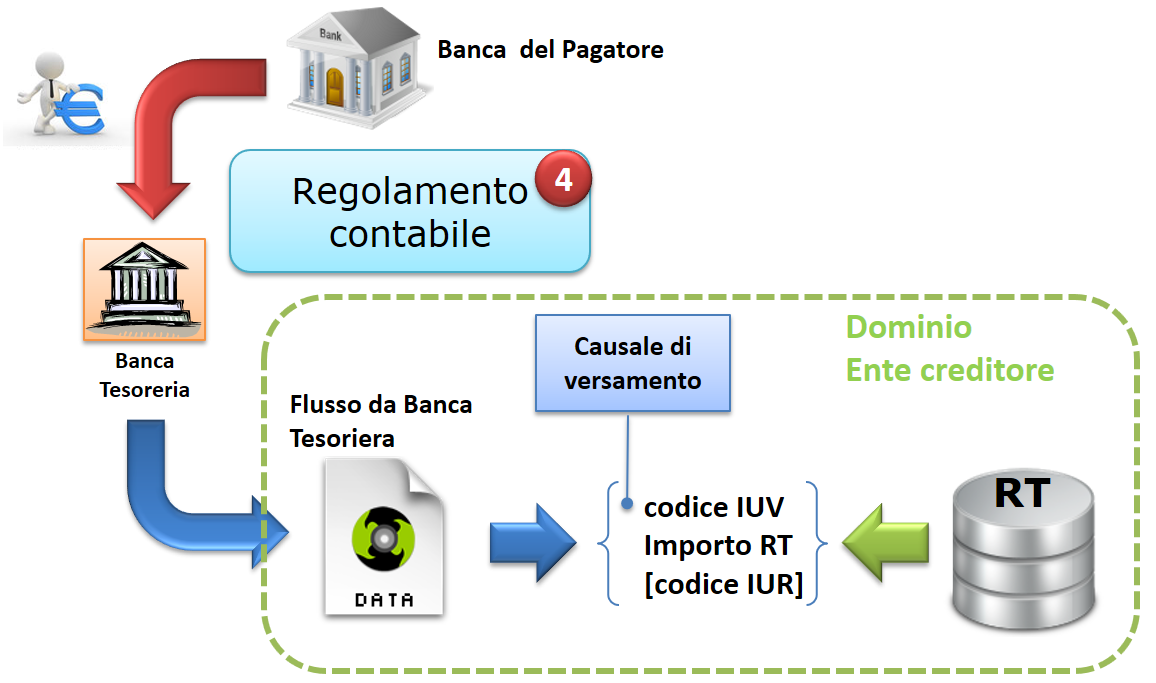 Bank
Banca del Pagatore
4
Regolamento
contabile
Banca
Tesoreria
Dominio
Ente creditore
Causale di
versamento
Flusso da Banca
Tesoriera
DATA
codice IUV
Importo RT
[codice IUR]
RT